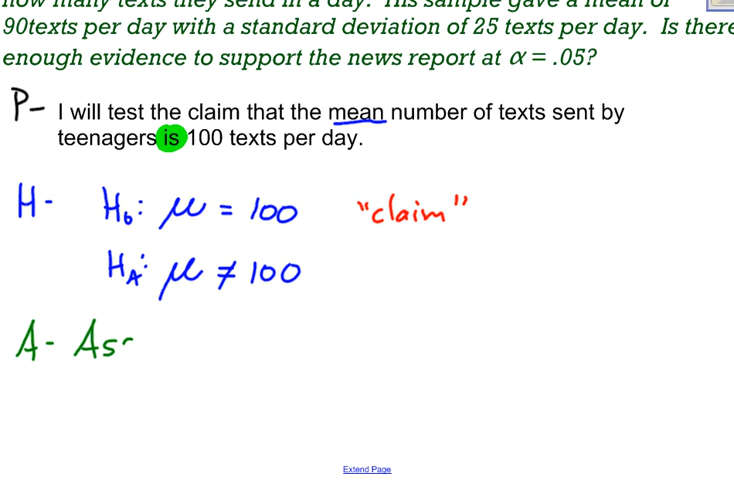 how many texts they send in a day. His sample gave a mean of
90texts per day with a standard deviation of 25 texts per day. Is there
enough evidence to support the news report at α = .05?
P- I will test the claim that the mean number of texts sent by
teenagers is 100 texts per day.
H- H₀: μ = 100 "claim"
H_A: μ ≠ 100
A- Ass
Extend Page